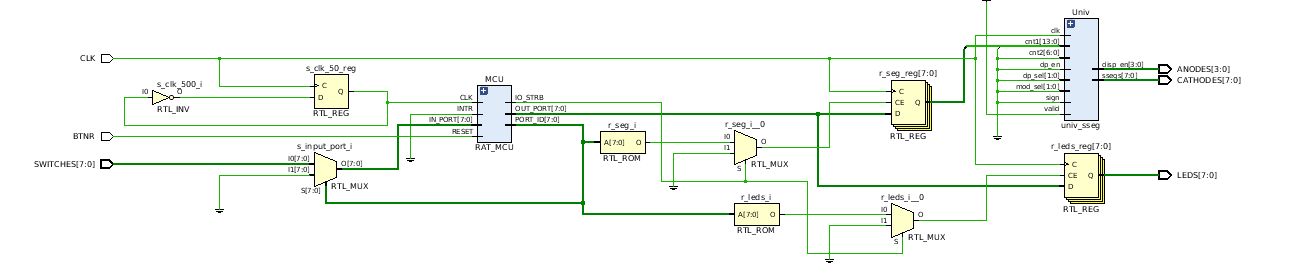 Univ
clk
cnt1[13:0]
cnt2[6:0]
dp_en
dp_sel[1:0]
mod_sel[1:0]
sign
valid
disp_en[3:0]
ssegs[7:0]
univ_sseg
ANODES[3:0]
CATHODES[7:0]
CLK
s_clk_500_i
I0
O
RTL_INV
s_clk_50_reg
C
D
Q
RTL_REG
MCU
CLK
INTR
IN_PORT[7:0]
RESET
IO_STRB
OUT_PORT[7:0]
PORT_ID[7:0]
RAT_MCU
BTNR
SWITCHES[7:0]
s_input_port_i
I0[7:0]
I1[7:0]
S[7:0]
O[7:0]
RTL_MUX
r_seg_i
A[7:0]
O
RTL_ROM
r_seg_i__0
I0
I1
S
O
RTL_MUX
r_seg_reg[7:0]
C
CE
D
Q
RTL_REG
r_leds_i
A[7:0]
O
RTL_ROM
r_leds_i__0
I0
I1
S
O
RTL_MUX
r_leds_reg[7:0]
C
CE
D
Q
RTL_REG
LEDS[7:0]